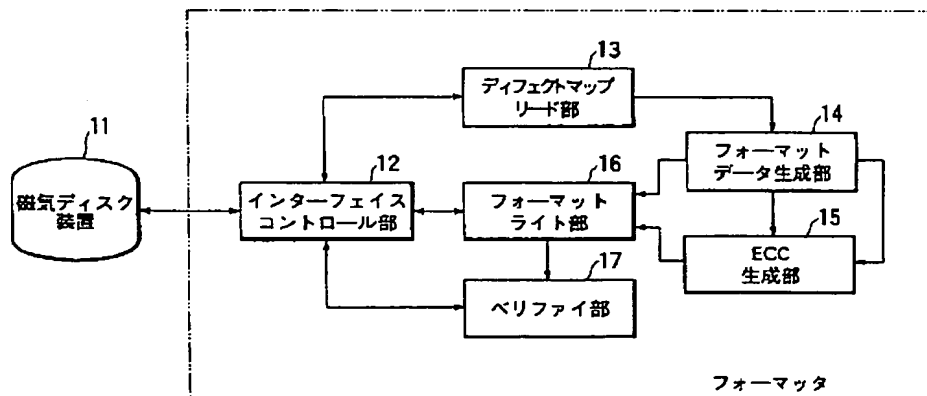 13
ディフェクトマップ
リード部
11
磁気ディスク
装置
12
インターフェイス
コントロール部
16
フォーマット
ライト部
14
フォーマット
データ生成部
15
ECC
生成部
17
ベリファイ部
フォーマッタ